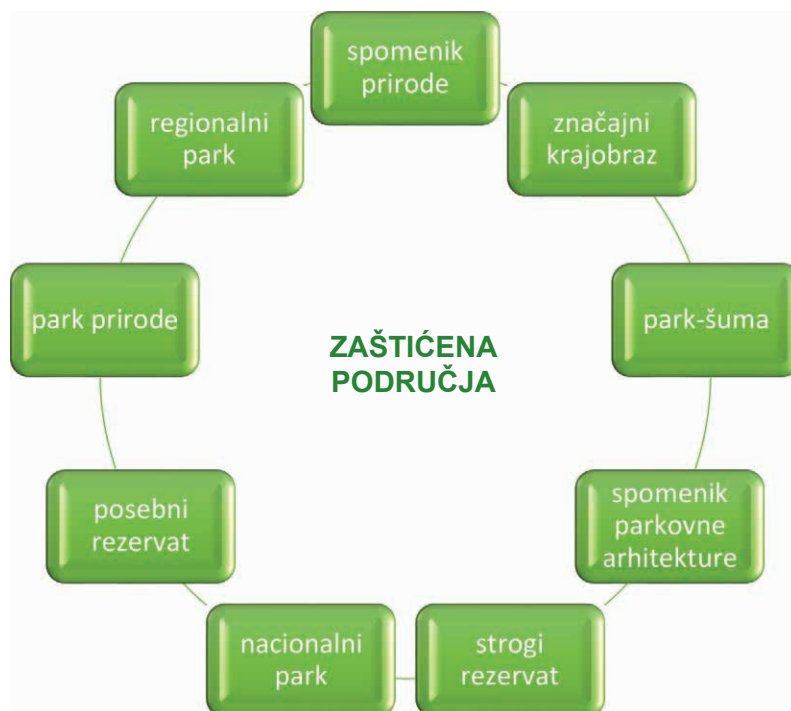 spomenik
prirode
značajni
krajobraz
park-šuma
spomenik
parkovne
arhitekture
strogi
rezervat
nacionalni
park
posebni
rezervat
park prirode
regionalni
park
ZAŠTIĆENA
PODRUČJA